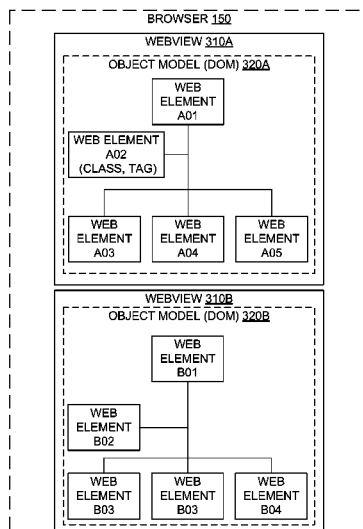 BROWSER 150
WEBVIEW 310A
OBJECT MODEL (DOM) 320A
WEB
ELEMENT
A01
WEB ELEMENT
A02
(CLASS, TAG)
WEB
ELEMENT
A03
WEB
ELEMENT
A04
WEB
ELEMENT
A05
WEBVIEW 310B
OBJECT MODEL (DOM) 320B
WEB
ELEMENT
B01
WEB
ELEMENT
B02
WEB
ELEMENT
B03
WEB
ELEMENT
B03
WEB
ELEMENT
B04